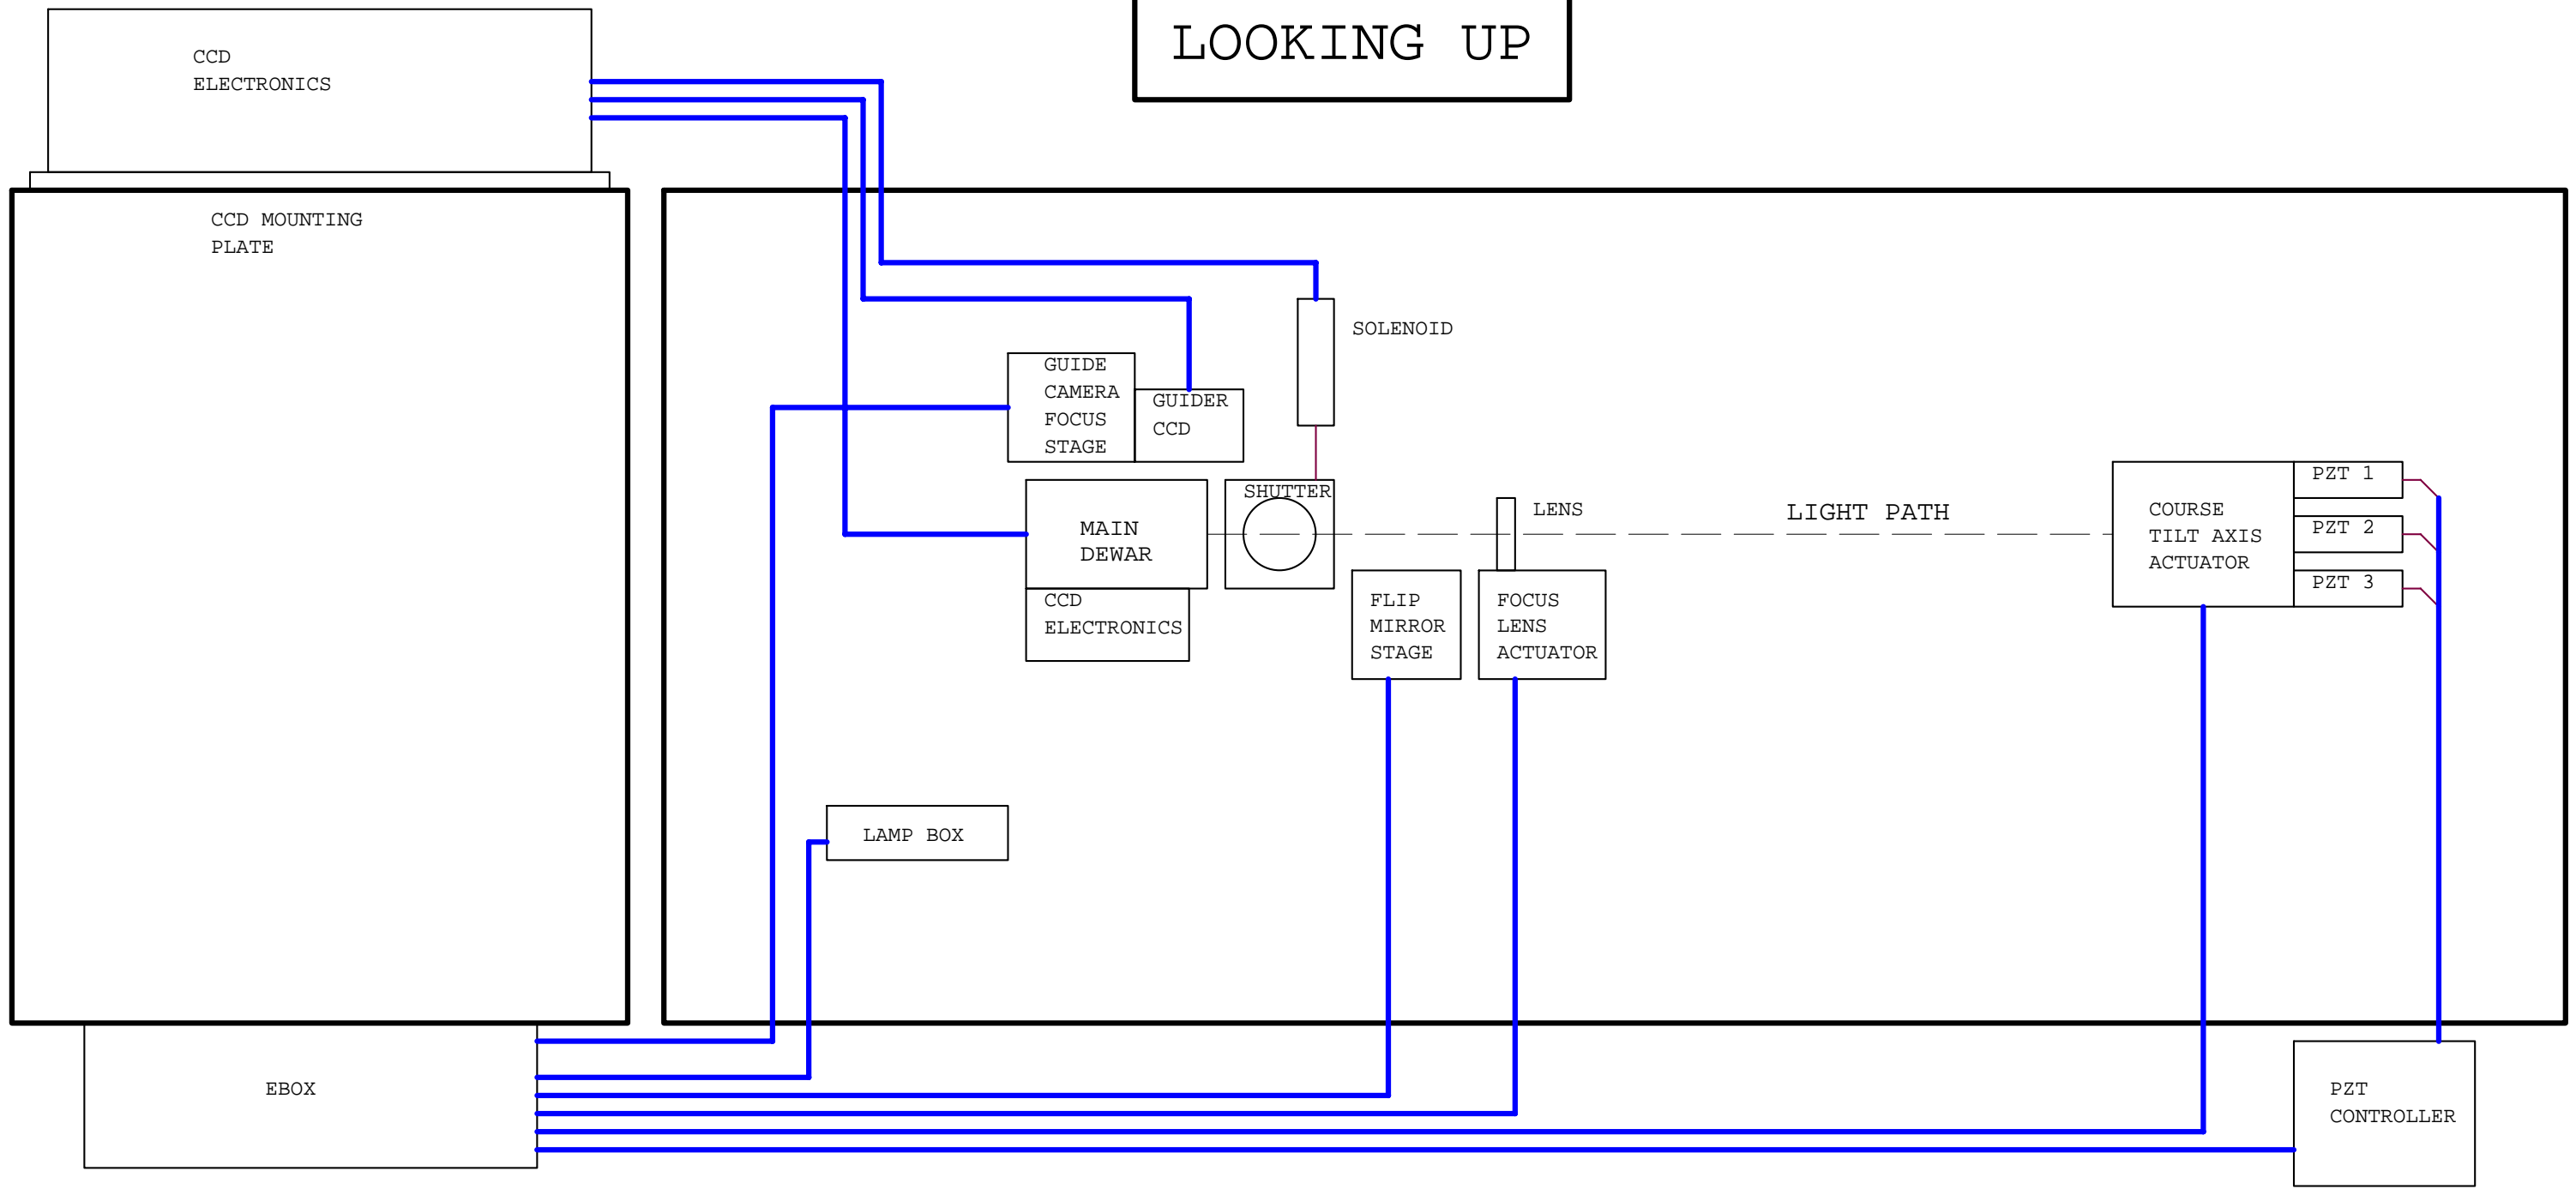 LOOKING UP
CCD
ELECTRONICS
CCD MOUNTING
PLATE
SOLENOID
GUIDE
CAMERA
FOCUS
STAGE
GUIDER
CCD
SHUTTER
MAIN
DEWAR
CCD
ELECTRONICS
LENS
LIGHT PATH
FLIP
MIRROR
STAGE
FOCUS
LENS
ACTUATOR
COURSE
TILT AXIS
ACTUATOR
PZT 1
PZT 2
PZT 3
LAMP BOX
EBOX
PZT
CONTROLLER